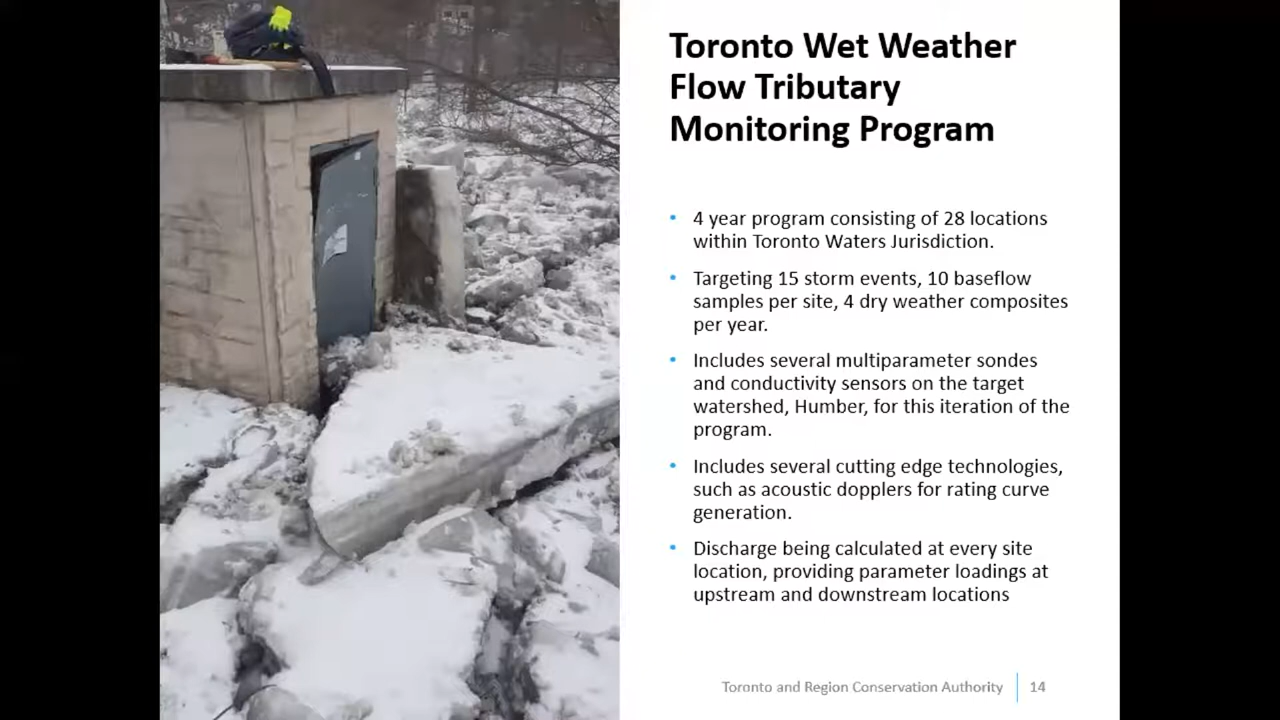 Toronto Wet Weather
Flow Tributary
Monitoring Program
• 4 year program consisting of 28 locations
within Toronto Waters Jurisdiction.
• Targeting 15 storm events, 10 baseflow
samples per site, 4 dry weather composites
per year.
• Includes several multiparameter sondes
and conductivity sensors on the target
watershed, Humber, for this iteration of the
program.
• Includes several cutting edge technologies,
such as acoustic dopplers for rating curve
generation.
• Discharge being calculated at every site
location, providing parameter loadings at
upstream and downstream locations
Toronto and Region Conservation Authority 14